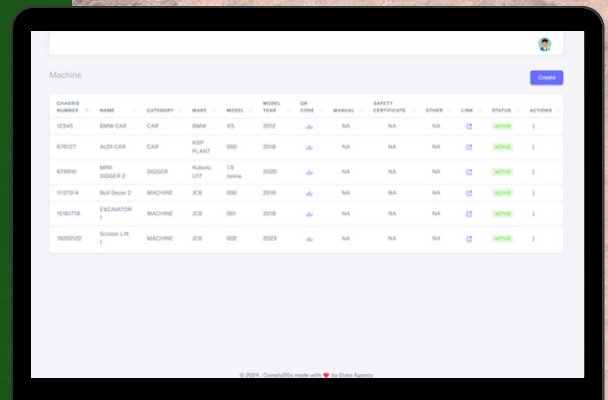 Machine
Create
CHASSIS NUMBER NAME CATEGORY MAKE MODEL MODEL YEAR QR CODE MANUAL SAFETY CERTIFICATE OTHER LINK STATUS ACTIONS
12345 BMW CAR CAR BMW X5 2012 NA NA NA ACTIVE
676127 AUDI CAR CAR KGP PLANT 000 2018 NA NA NA ACTIVE
678910 MINI DIGGER 2 DIGGER Kubutu U17 1.5 tonne 2020 NA NA NA ACTIVE
11121314 Bull Dozer 2 MACHINE JCB 000 2019 NA NA NA ACTIVE
15161718 EXCAVATOR 1 MACHINE JCB 001 2018 NA NA NA ACTIVE
19202122 Scissor Lift 1 MACHINE JCB 002 2023 NA NA NA ACTIVE
© 2024 , Comply2Go made with ❤ by Elate Agency